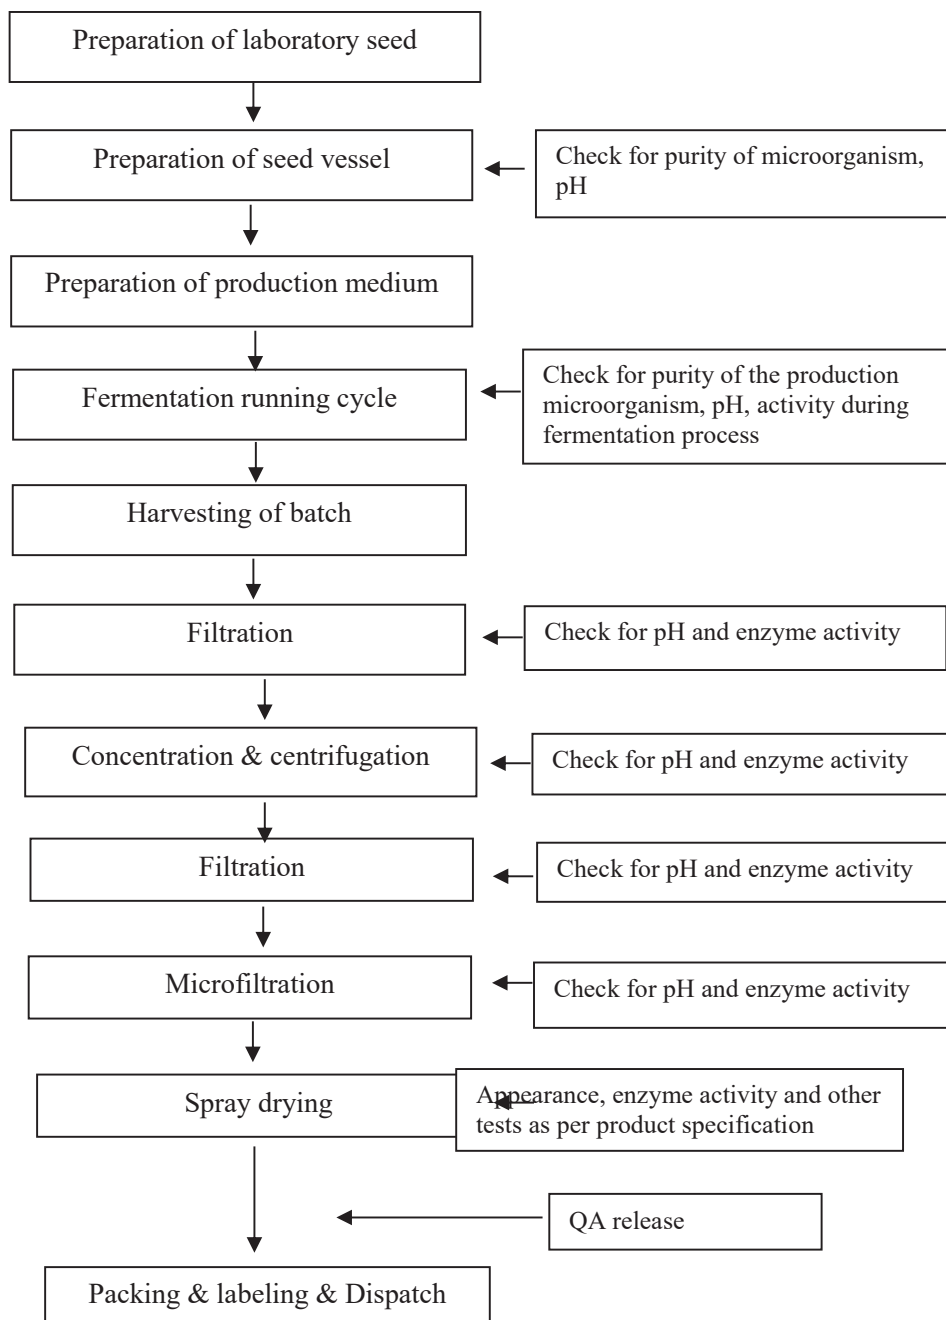 Preparation of laboratory seed
Preparation of seed vessel
Check for purity of microorganism,
pH
Preparation of production medium
Fermentation running cycle
Check for purity of the production
microorganism, pH, activity during
fermentation process
Harvesting of batch
Filtration
Check for pH and enzyme activity
Concentration & centrifugation
Check for pH and enzyme activity
Filtration
Check for pH and enzyme activity
Microfiltration
Check for pH and enzyme activity
Spray drying
Appearance, enzyme activity and other
tests as per product specification
QA release
Packing & labeling & Dispatch